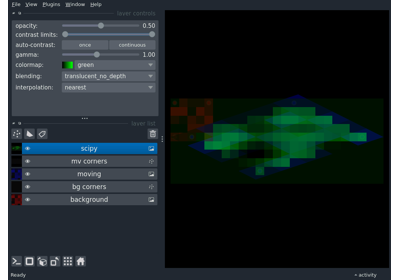 File View Plugins Window Help
layer controls
opacity: 0.50
contrast limits:
auto-contrast: once continuous
gamma: 1.00
colormap: green
blending: translucent_no_depth
interpolation: nearest
layer list
scipy
mv corners
moving
bg corners
background
Ready
activity